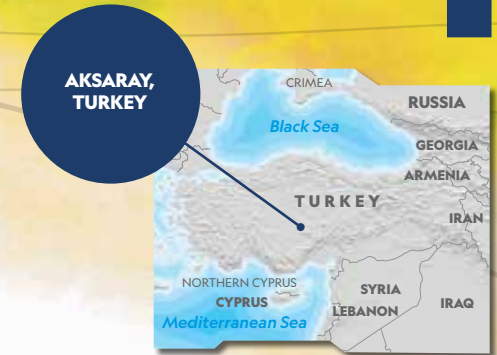 AKSARAY,
TURKEY
CRIMEA
RUSSIA
Black Sea
GEORGIA
ARMENIA
TURKEY
IRAN
NORTHERN CYPRUS
SYRIA
CYPRUS
LEBANON
IRAQ
Mediterranean Sea